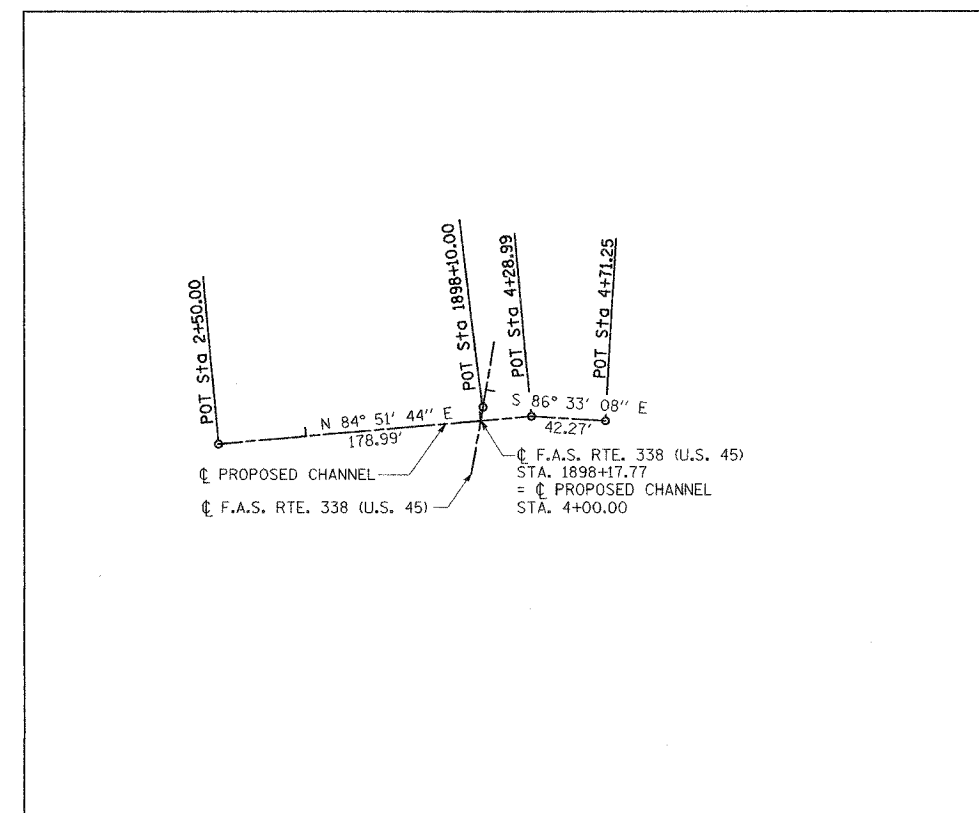 POT Sta 2+50.00
POT Sta 1898+10.00
POT Sta 4+28.99
POT Sta 4+71.25
N 84° 51' 44" E
178.99'
S 86° 33' 08" E
42.27'
℄ PROPOSED CHANNEL
℄ F.A.S. RTE. 338 (U.S. 45)
℄ F.A.S. RTE. 338 (U.S. 45)
STA. 1898+17.77
= ℄ PROPOSED CHANNEL
STA. 4+00.00